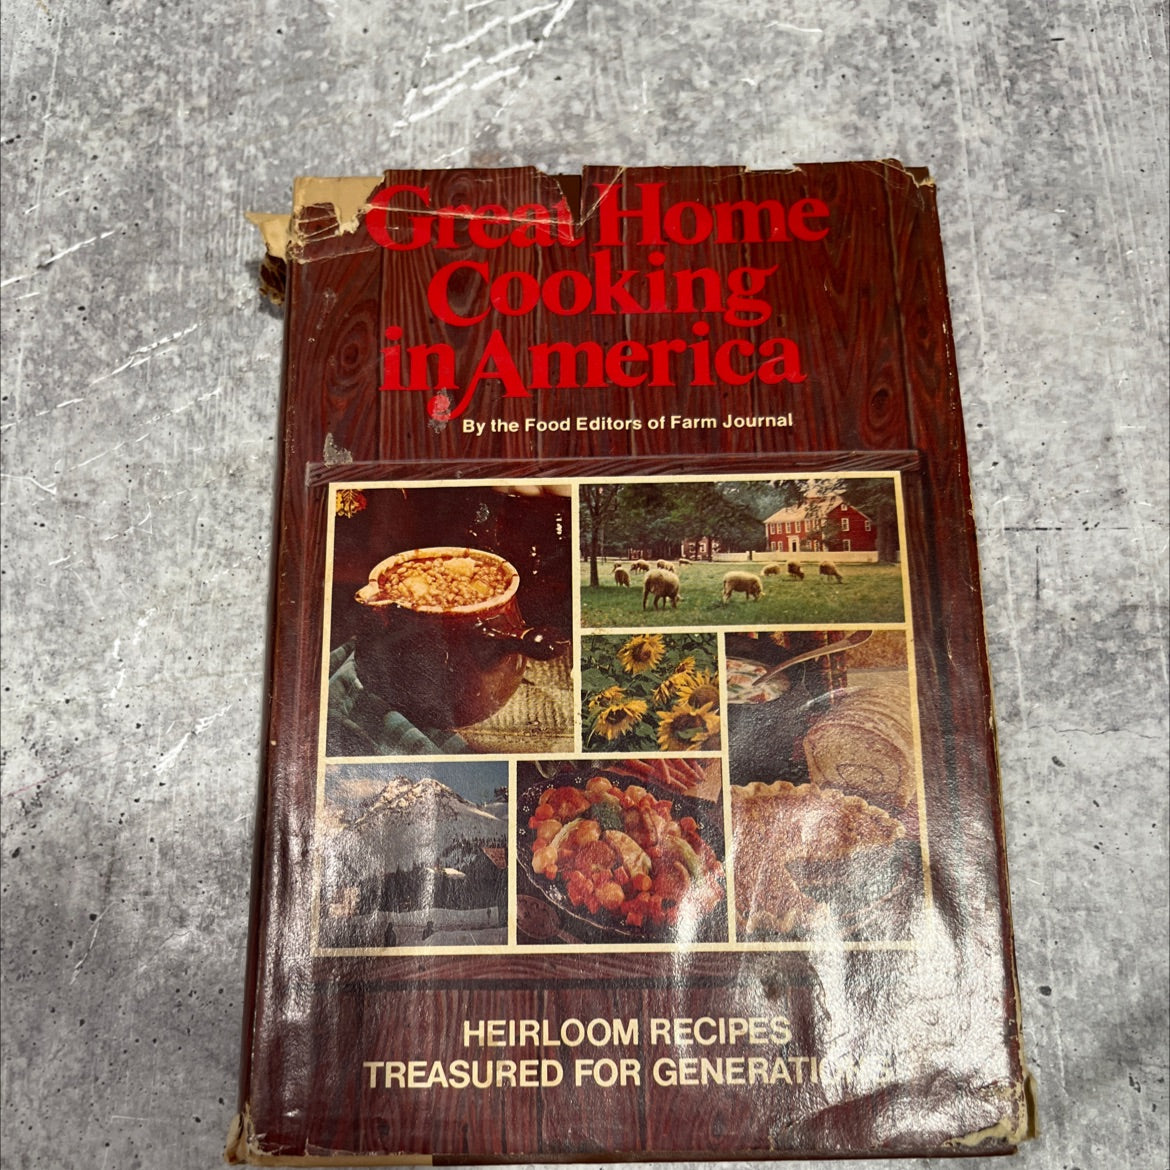 Great Home
Cooking
in America
By the Food Editors of Farm Journal
HEIRLOOM RECIPES
TREASURED FOR GENERATIONS